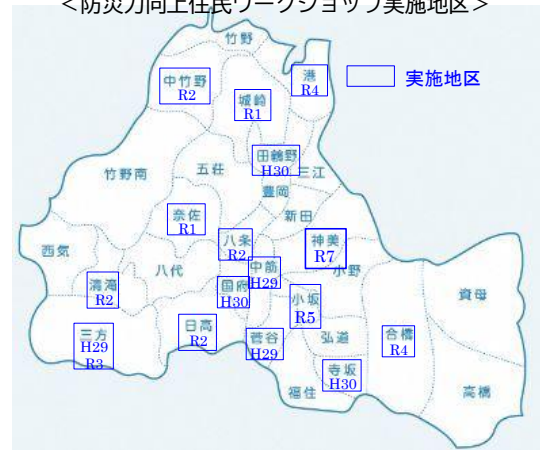 ＜防災力向上住民ワークショップ実施地区＞
竹野
中竹野
R2
港
R4
実施地区
城崎
R1
田鶴野
H30
三江
五荘
竹野南
豊岡
奈佐
R1
新田
八条
R2
神美
R7
小野
西気
八代
中筋
H29
清滝
R2
国府
H30
小坂
R5
資母
三方
H29
R3
日高
R2
菅谷
H29
弘道
合橋
R4
寺坂
H30
福住
高橋